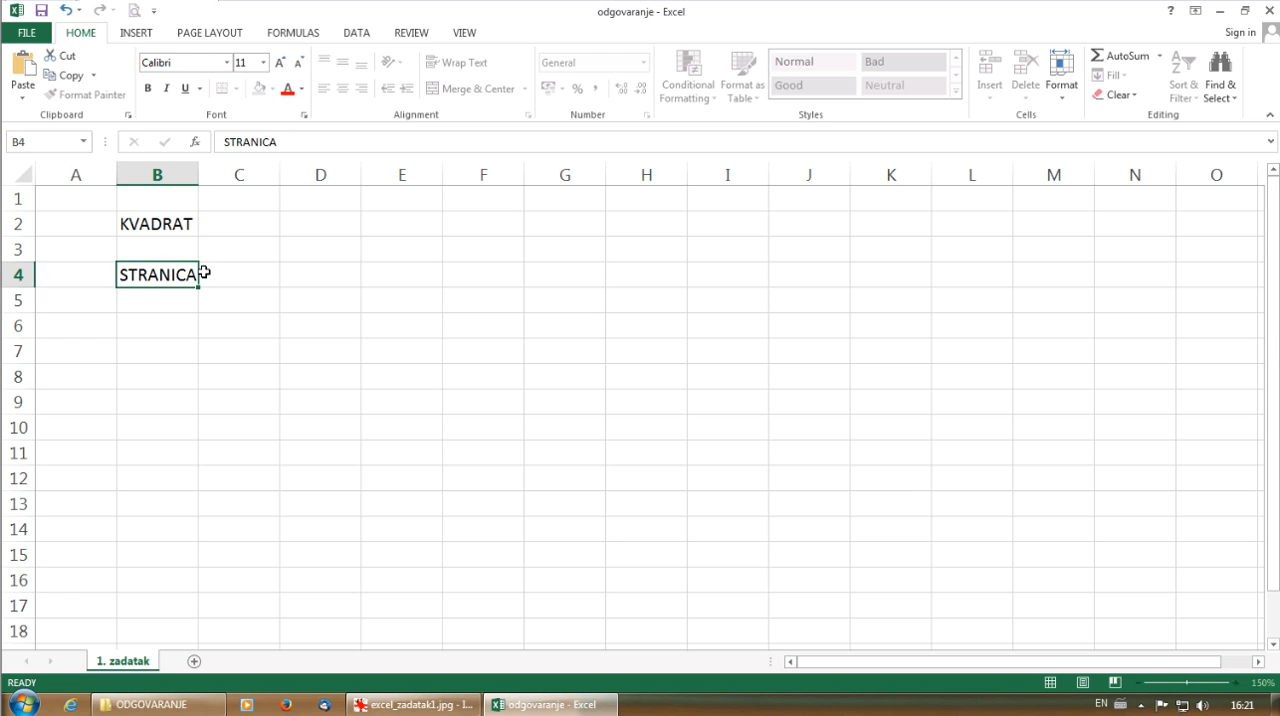 odgovaranje - Excel
?
FILE HOME INSERT PAGE LAYOUT FORMULAS DATA REVIEW VIEW Sign in
Paste
Cut
Copy
Format Painter
Clipboard
Calibri 11
B I U
Font
Wrap Text
Merge & Center
Alignment
General
%
Number
Conditional Formatting
Format as Table
Normal Bad
Good Neutral
Styles
Insert Delete Format
Cells
AutoSum
Fill
Clear
Sort & Filter
Find & Select
Editing
B4 fx STRANICA
A B C D E F G H I J K L M N O
1
2 KVADRAT
3
4 STRANICA
5
6
7
8
9
10
11
12
13
14
15
16
17
18
1. zadatak
READY 150%
ODGOVARANJE excel_zadatak1.jpg - I... odgovaranje - Excel EN 16:21